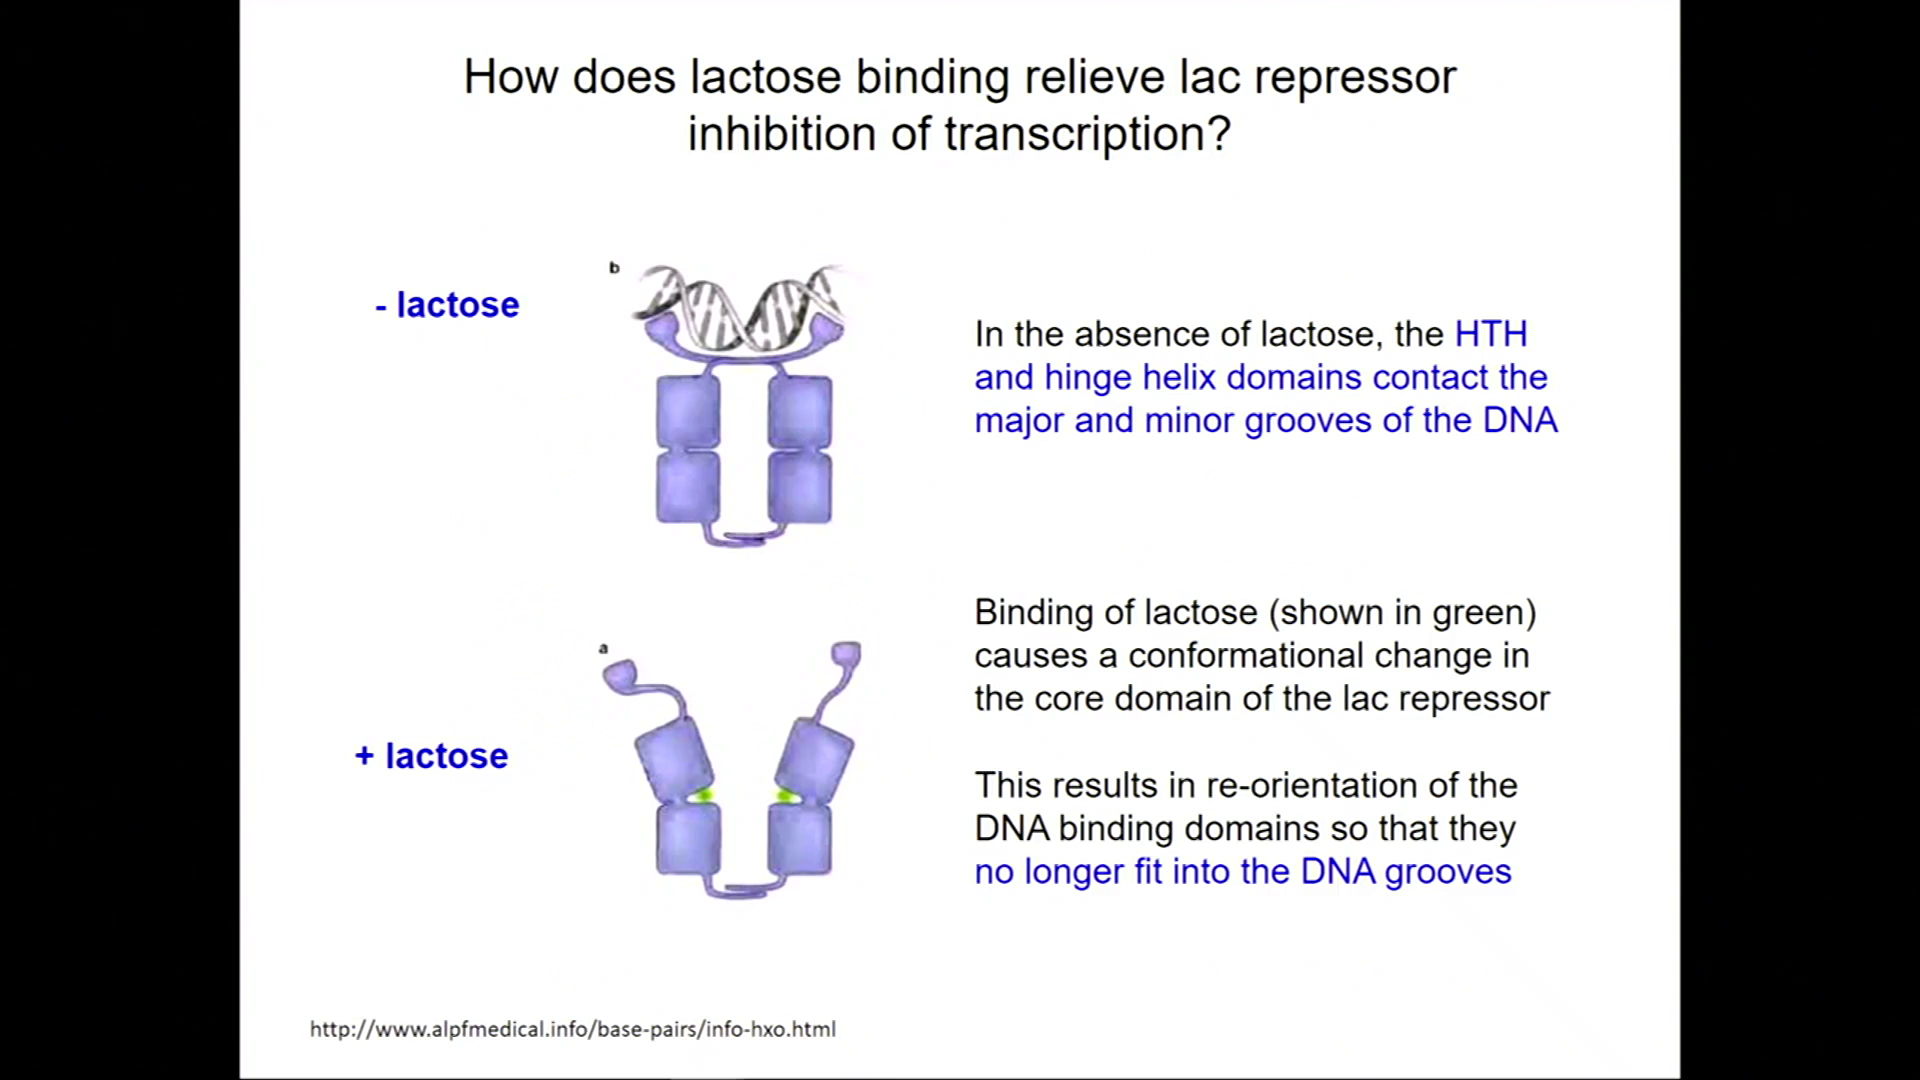 How does lactose binding relieve lac repressor
inhibition of transcription?
b
- lactose
In the absence of lactose, the HTH
and hinge helix domains contact the
major and minor grooves of the DNA
a
+ lactose
Binding of lactose (shown in green)
causes a conformational change in
the core domain of the lac repressor
This results in re-orientation of the
DNA binding domains so that they
no longer fit into the DNA grooves
http://www.alpfmedical.info/base-pairs/info-hxo.html